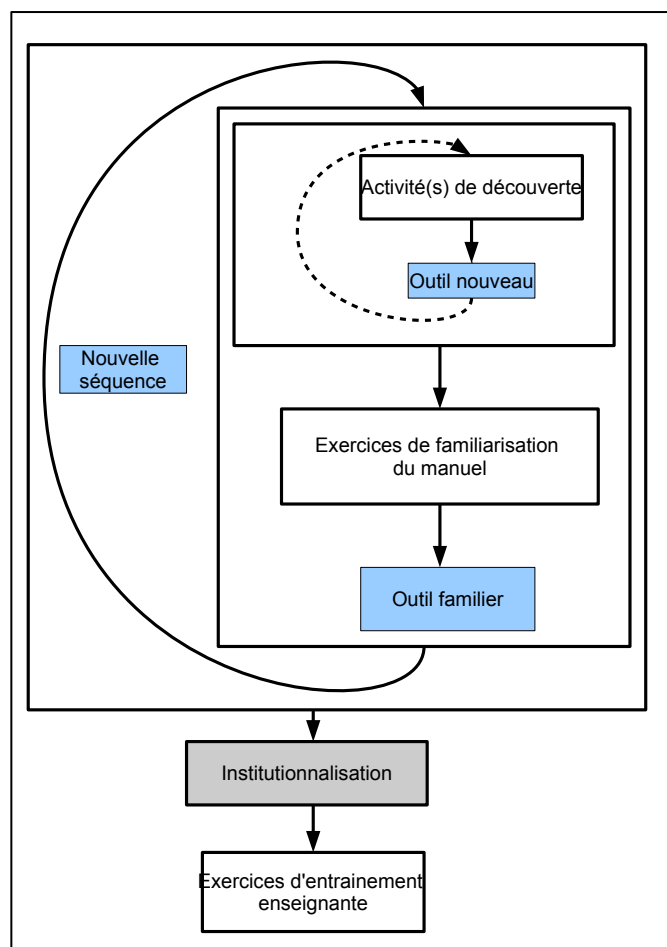 Activité(s) de découverte
Outil nouveau
Nouvelle
séquence
Exercices de familiarisation
du manuel
Outil familier
Institutionnalisation
Exercices d'entrainement
enseignante